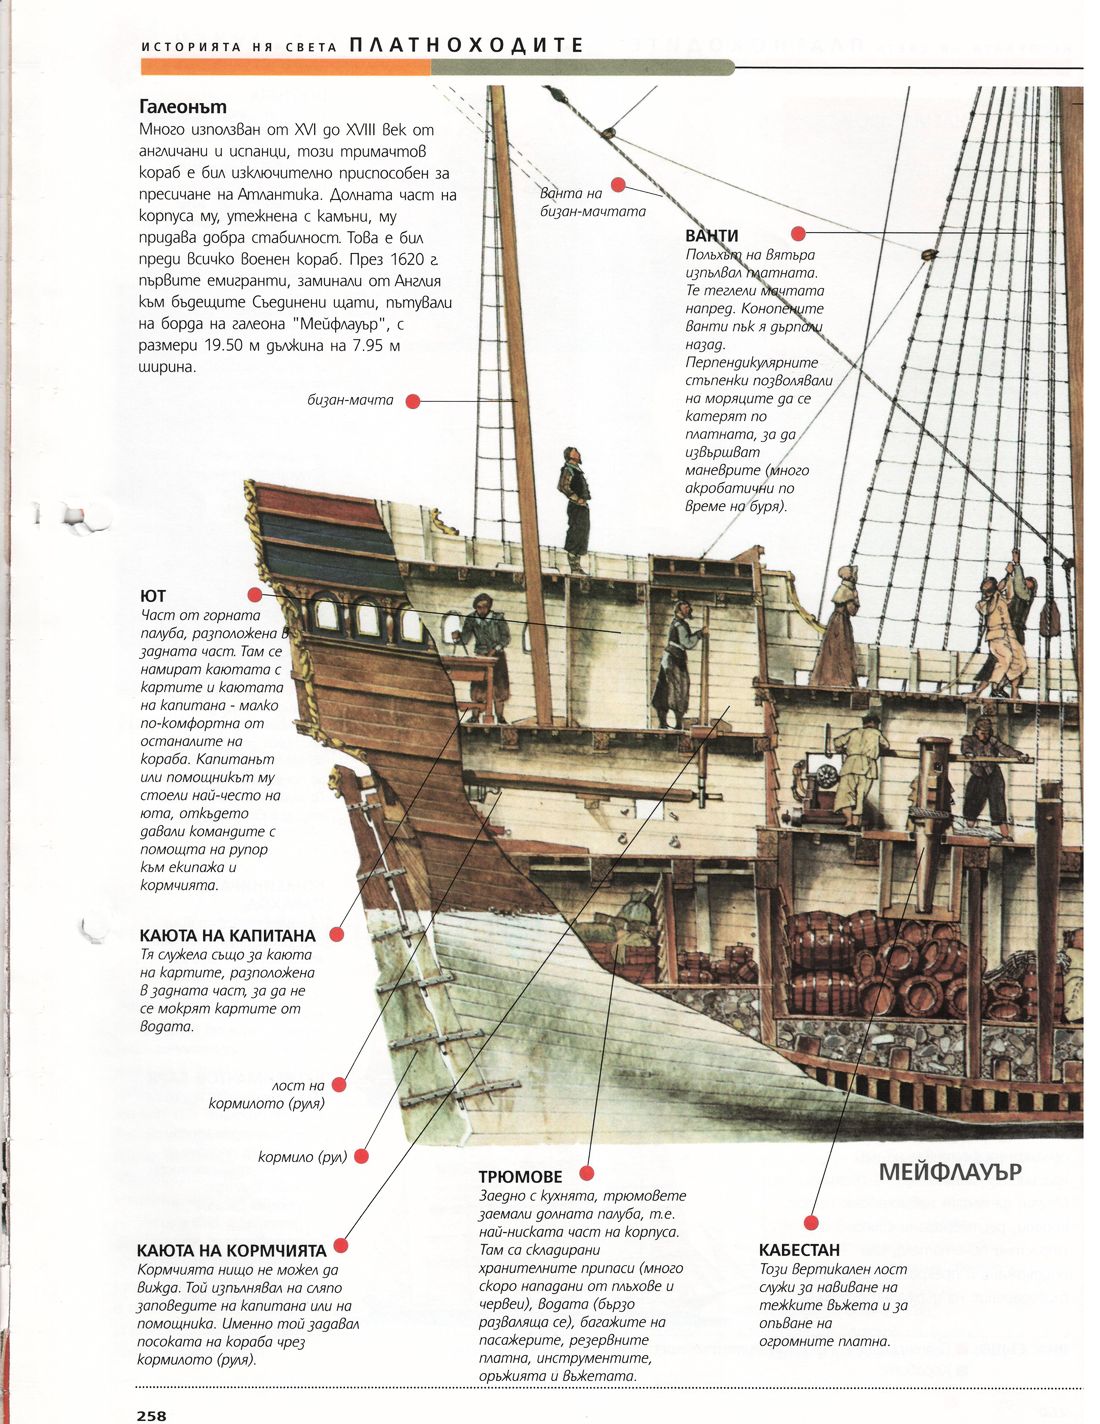 ИСТОРИЯТА НЯ СВЕТА ПЛАТНОХОДИТЕ
Галеонът
Много използван от XVI до XVIII век от
англичани и испанци, този тримачтов
кораб е бил изключително приспособен за
пресичане на Атлантика. Долната част на
корпуса му, утежнена с камъни, му
придава добра стабилност. Това е бил
преди всичко военен кораб. През 1620 г.
първите емигранти, заминали от Англия
към бъдещите Съединени щати, пътували
на борда на галеона "Мейфлауър", с
размери 19.50 м дължина на 7.95 м
ширина.
ванта на
бизан-мачтата
ВАНТИ
Полъхът на вятъра
изпълвал платната.
Те теглели мачтата
напред. Конопените
ванти пък я дърпали
назад.
Перпендикулярните
стъпенки позволявали
на моряците да се
катерят по
платната, за да
извършват
маневрите (много
акробатични по
време на буря).
бизан-мачта
ЮТ
Част от горната
палуба, разположена в
задната част. Там се
намират каютата с
картите и каютата
на капитана - малко
по-комфортна от
останалите на
кораба. Капитанът
или помощникът му
стоели най-често на
юта, откъдето
давали командите с
помощта на рупор
към екипажа и
кормчията.
КАЮТА НА КАПИТАНА
Тя служела също за каюта
на картите, разположена
в задната част, за да не
се мокрят картите от
водата.
лост на
кормилото (руля)
кормило (рул)
КАЮТА НА КОРМЧИЯТА
Кормчията нищо не можел да
вижда. Той изпълнявал на сляпо
заповедите на капитана или на
помощника. Именно той задавал
посоката на кораба чрез
кормилото (руля).
ТРЮМОВЕ
Заедно с кухнята, трюмовете
заемали долната палуба, т.е.
най-ниската част на корпуса.
Там са складирани
хранителните припаси (много
скоро нападани от плъхове и
червеи), водата (бързо
разваляща се), багажите на
пасажерите, резервните
платна, инструментите,
оръжията и въжетата.
МЕЙФЛАУЪР
КАБЕСТАН
Този вертикален лост
служи за навиване на
тежките въжета и за
опъване на
огромните платна.
258